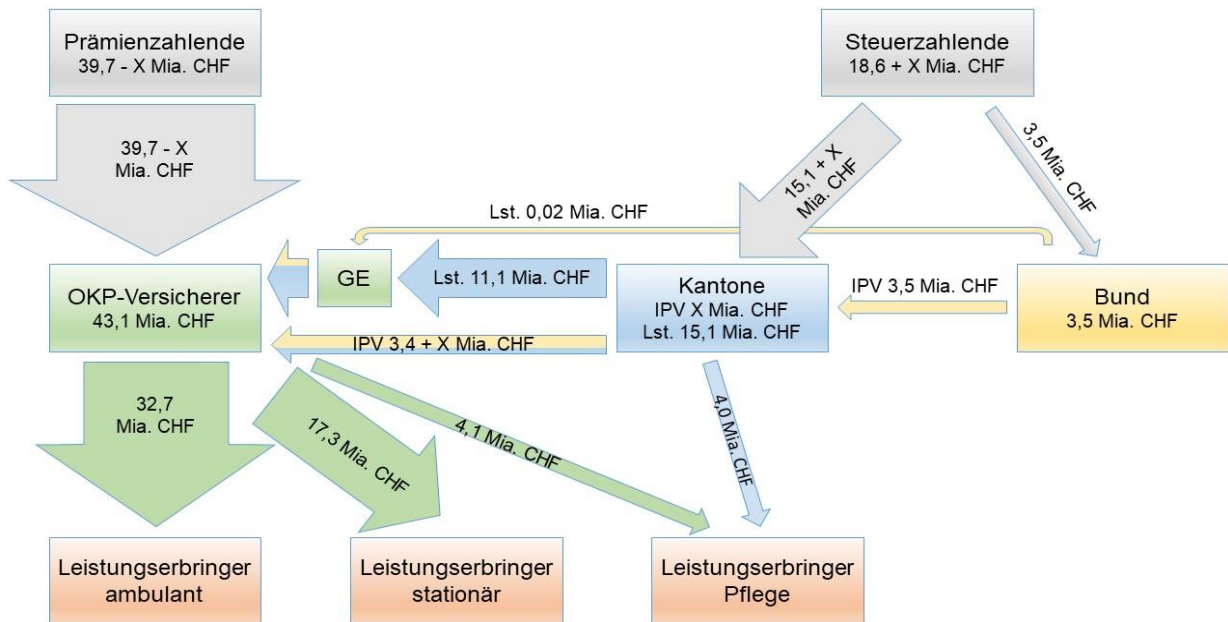 Prämienzahlende
39,7 - X Mia. CHF
Steuerzahlende
18,6 + X Mia. CHF
39,7 - X
Mia. CHF
15,1 + X
Mia. CHF
3,5 Mia. CHF
Lst. 0,02 Mia. CHF
OKP-Versicherer
43,1 Mia. CHF
GE
Lst. 11,1 Mia. CHF
Kantone
IPV X Mia. CHF
Lst. 15,1 Mia. CHF
IPV 3,5 Mia. CHF
Bund
3,5 Mia. CHF
IPV 3,4 + X Mia. CHF
32,7
Mia. CHF
17,3 Mia. CHF
4,1 Mia. CHF
4,0 Mia. CHF
Leistungserbringer
ambulant
Leistungserbringer
stationär
Leistungserbringer
Pflege